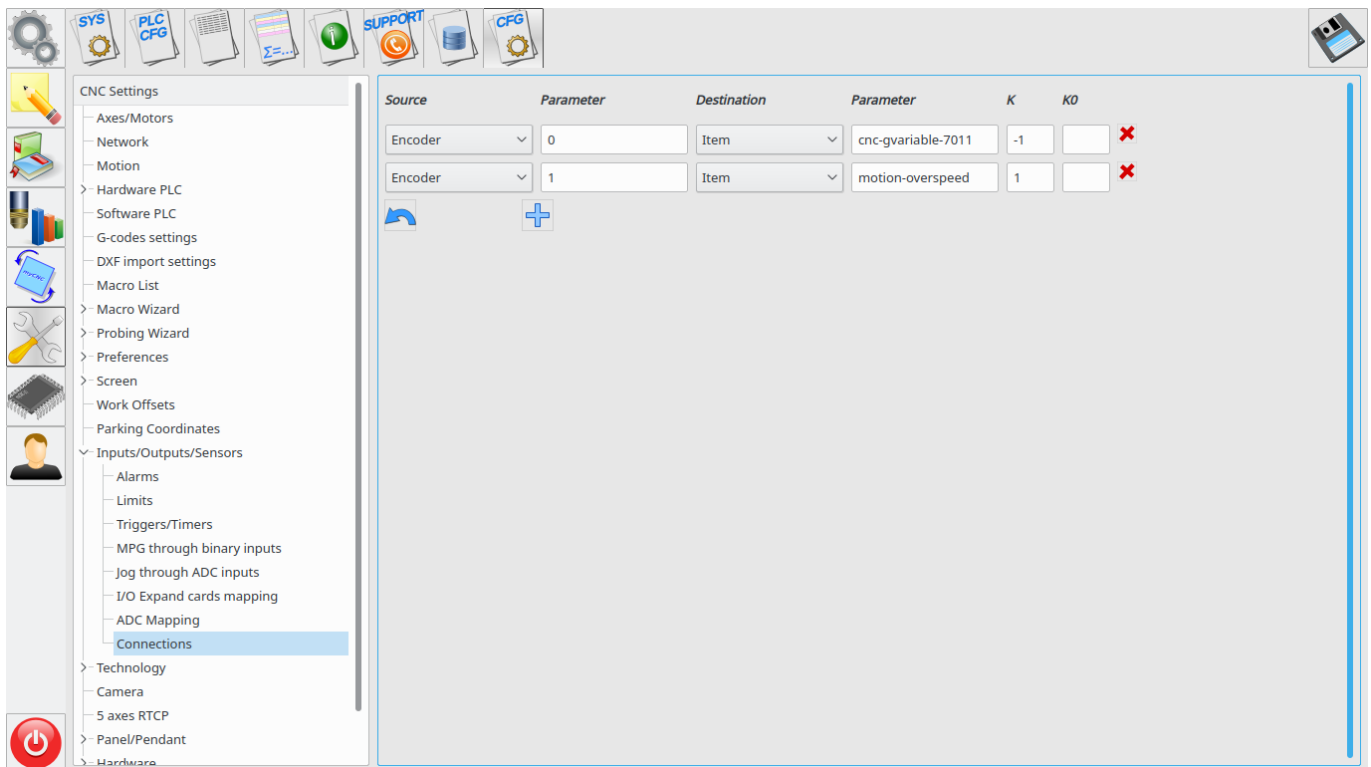 SYS
PLC
CFG
Σ=...
i
SUPPORT
CFG
CNC Settings
Axes/Motors
Network
Motion
Hardware PLC
Software PLC
G-codes settings
DXF import settings
Macro List
Macro Wizard
Probing Wizard
Preferences
Screen
Work Offsets
Parking Coordinates
Inputs/Outputs/Sensors
Alarms
Limits
Triggers/Timers
MPG through binary inputs
Jog through ADC inputs
I/O Expand cards mapping
ADC Mapping
Connections
Technology
Camera
5 axes RTCP
Panel/Pendant
Hardware
myCNC
Source Parameter Destination Parameter K K0
Encoder 0 Item cnc-gvariable-7011 -1
Encoder 1 Item motion-overspeed 1